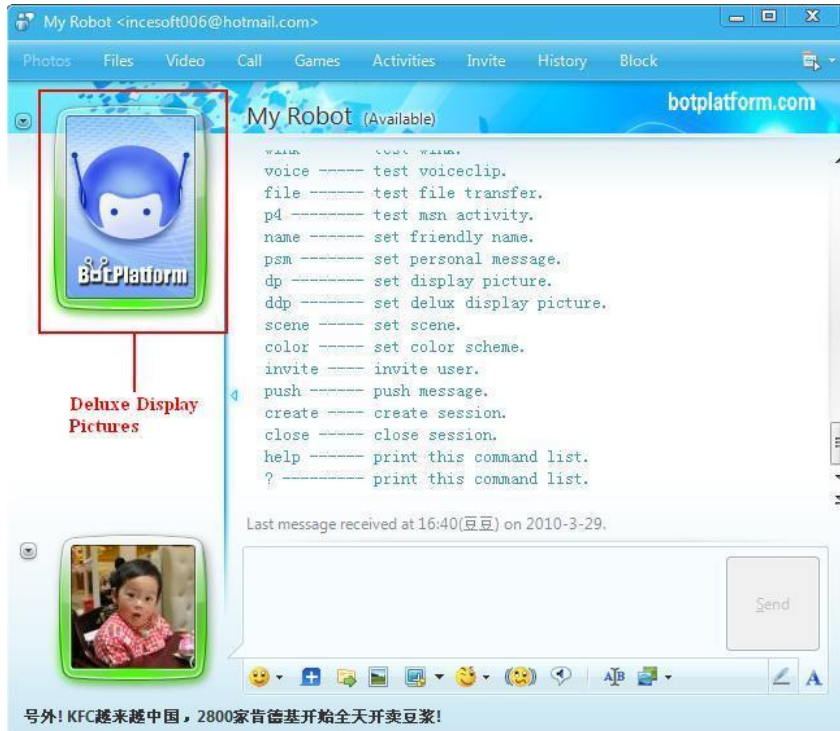 My Robot <incesoft006@hotmail.com>
Photos Files Video Call Games Activities Invite History Block
botplatform.com
My Robot (Available)
BotPlatform
Deluxe Display
Pictures
wink ------ test wink.
voice ----- test voiceclip.
file ------ test file transfer.
p4 -------- test msn activity.
name ------ set friendly name.
psm ------- set personal message.
dp -------- set display picture.
ddp ------- set delux display picture.
scene ----- set scene.
color ----- set color scheme.
invite ---- invite user.
push ------ push message.
create ---- create session.
close ----- close session.
help ------ print this command list.
? --------- print this command list.
Last message received at 16:40(豆豆) on 2010-3-29.
Send
号外! KFC越来越中国，2800家肯德基开始全天开卖豆浆!